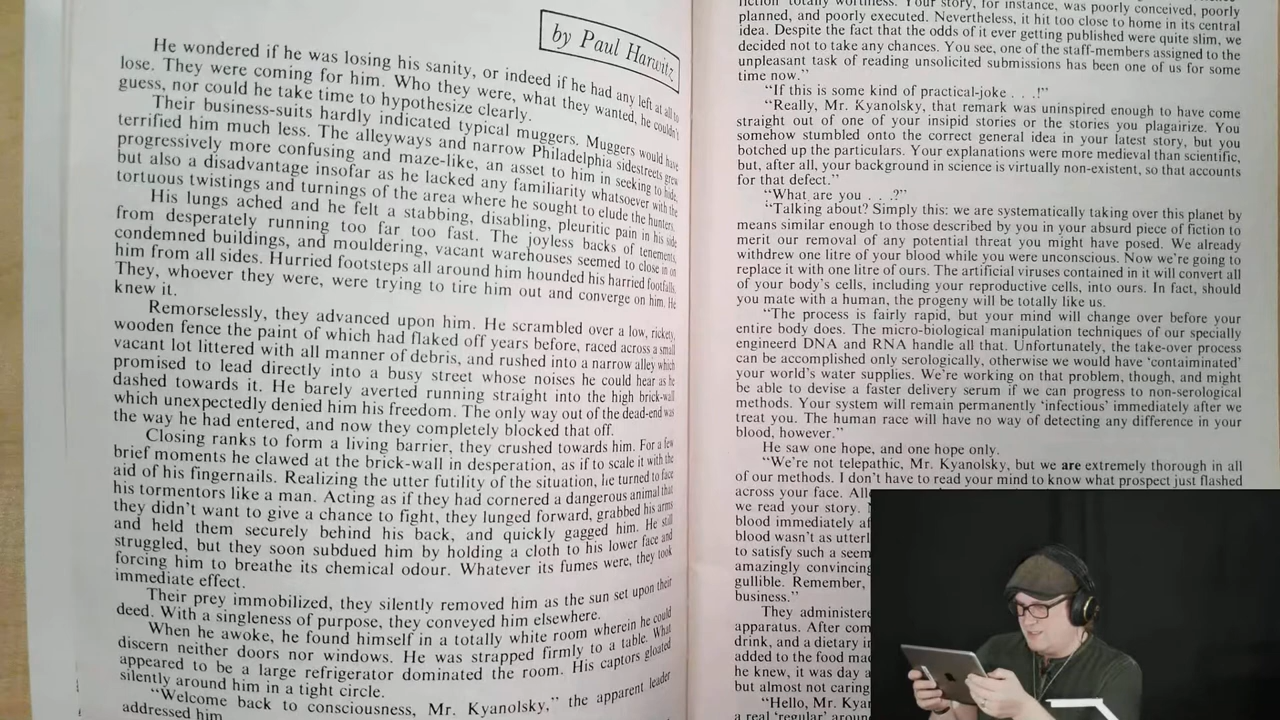 by Paul Harwitz
He wondered if he was losing his sanity, or indeed if he had any left at all to
lose. They were coming for him. Who they were, what they wanted, he couldn't
guess, nor could he take time to hypothesize clearly.
Their business-suits hardly indicated typical muggers. Muggers would have
terrified him much less. The alleyways and narrow Philadelphia sidestreets grew
progressively more confusing and maze-like, an asset to him in seeking to hide,
but also a disadvantage insofar as he lacked any familiarity whatsoever with the
tortuous twistings and turnings of the area where he sought to elude the hunters.
His lungs ached and he felt a stabbing, disabling, pleuritic pain in his side
from desperately running too far too fast. The joyless backs of tenements,
condemned buildings, and mouldering, vacant warehouses seemed to close in on
him from all sides. Hurried footsteps all around him hounded his harried footfalls.
They, whoever they were, were trying to tire him out and converge on him. He
knew it.
Remorselessly, they advanced upon him. He scrambled over a low, rickety,
wooden fence the paint of which had flaked off years before, raced across a small
vacant lot littered with all manner of debris, and rushed into a narrow alley which
promised to lead directly into a busy street whose noises he could hear as he
dashed towards it. He barely averted running straight into the high brick-wall
which unexpectedly denied him his freedom. The only way out of the dead-end was
the way he had entered, and now they completely blocked that off.
Closing ranks to form a living barrier, they crushed towards him. For a few
brief moments he clawed at the brick-wall in desperation, as if to scale it with the
aid of his fingernails. Realizing the utter futility of the situation, he turned to face
his tormentors like a man. Acting as if they had cornered a dangerous animal that
they didn't want to give a chance to fight, they lunged forward, grabbed his arms
and held them securely behind his back, and quickly gagged him. He still
struggled, but they soon subdued him by holding a cloth to his lower face and
forcing him to breathe its chemical odour. Whatever its fumes were, they took
immediate effect.
Their prey immobilized, they silently removed him as the sun set upon their
deed. With a singleness of purpose, they conveyed him elsewhere.
When he awoke, he found himself in a totally white room wherein he could
discern neither doors nor windows. He was strapped firmly to a table. What
appeared to be a large refrigerator dominated the room. His captors gloated
silently around him in a tight circle.
"Welcome back to consciousness, Mr. Kyanolsky," the apparent leader
addressed him
fiction totally worthless. Your story, for instance, was poorly conceived, poorly
planned, and poorly executed. Nevertheless, it hit too close to home in its central
idea. Despite the fact that the odds of it ever getting published were quite slim, we
decided not to take any chances. You see, one of the staff-members assigned to the
unpleasant task of reading unsolicited submissions has been one of us for some
time now."
"If this is some kind of practical-joke . . .!"
"Really, Mr. Kyanolsky, that remark was uninspired enough to have come
straight out of one of your insipid stories or the stories you plagairize. You
somehow stumbled onto the correct general idea in your latest story, but you
botched up the particulars. Your explanations were more medieval than scientific,
but, after all, your background in science is virtually non-existent, so that accounts
for that defect."
"What are you . . .?"
"Talking about? Simply this: we are systematically taking over this planet by
means similar enough to those described by you in your absurd piece of fiction to
merit our removal of any potential threat you might have posed. We already
withdrew one litre of your blood while you were unconscious. Now we're going to
replace it with one litre of ours. The artificial viruses contained in it will convert all
of your body's cells, including your reproductive cells, into ours. In fact, should
you mate with a human, the progeny will be totally like us.
"The process is fairly rapid, but your mind will change over before your
entire body does. The micro-biological manipulation techniques of our specially
engineerd DNA and RNA handle all that. Unfortunately, the take-over process
can be accomplished only serologically, otherwise we would have 'contaiminated'
your world's water supplies. We're working on that problem, though, and might
be able to devise a faster delivery serum if we can progress to non-serological
methods. Your system will remain permanently 'infectious' immediately after we
treat you. The human race will have no way of detecting any difference in your
blood, however."
He saw one hope, and one hope only.
"We're not telepathic, Mr. Kyanolsky, but we are extremely thorough in all
of our methods. I don't have to read your mind to know what prospect just flashed
across your face. Alle
we read your story.
blood immediately af
blood wasn't as utterl
to satisfy such a seem
amazingly convincing
gullible. Remember,
business."
They administere
apparatus. After com
drink, and a dietary i
added to the food ma
he knew, it was day a
but almost not caring
"Hello, Mr. Kya
a real 'regular' aroun